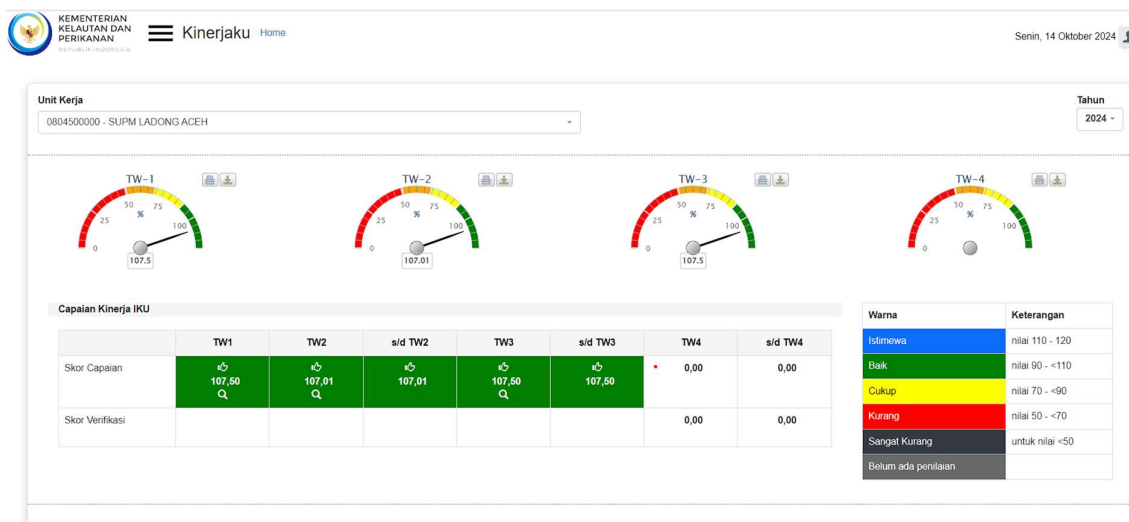 KEMENTERIAN
KELAUTAN DAN
PERIKANAN
REPUBLIK INDONESIA
Kinerjaku Home
Senin, 14 Oktober 2024
Unit Kerja
Tahun
0804500000 - SUPM LADONG ACEH
2024
TW-1
0 25 50 75 100
%
107.5
TW-2
0 25 50 75 100
%
107.01
TW-3
0 25 50 75 100
%
107.5
TW-4
0 25 50 75 100
%
Capaian Kinerja IKU
TW1 TW2 s/d TW2 TW3 s/d TW3 TW4 s/d TW4
Skor Capaian 107,50 107,01 107,01 107,50 107,50 0,00 0,00
Skor Verifikasi 0,00 0,00
Warna Keterangan
Istimewa nilai 110 - 120
Baik nilai 90 - <110
Cukup nilai 70 - <90
Kurang nilai 50 - <70
Sangat Kurang untuk nilai <50
Belum ada penilaian